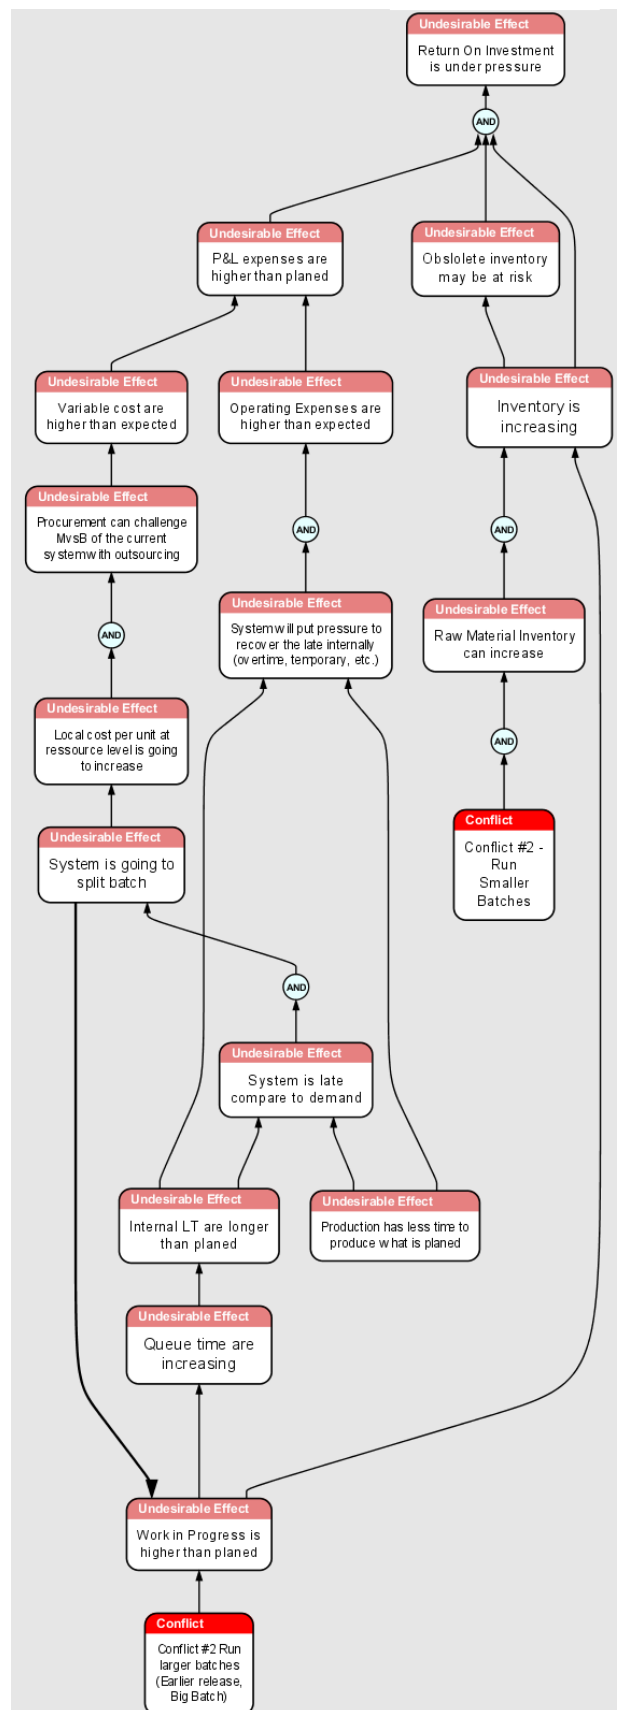 Undesirable Effect
Return On Investment
is under pressure
AND
Undesirable Effect
P&L expenses are
higher than planed
Undesirable Effect
Obslolete inventory
may be at risk
Undesirable Effect
Variable cost are
higher than expected
Undesirable Effect
Operating Expenses are
higher than expected
Undesirable Effect
Inventory is
increasing
Undesirable Effect
Procurement can challenge
MvsB of the current
system with outsourcing
AND
AND
Undesirable Effect
System will put pressure to
recover the late internally
(overtime, temporary, etc.)
Undesirable Effect
Raw Material Inventory
can increase
AND
Undesirable Effect
Local cost per unit at
ressource level is going
to increase
AND
Conflict
Conflict #2 -
Run
Smaller
Batches
Undesirable Effect
System is going to
split batch
AND
Undesirable Effect
System is late
compare to demand
Undesirable Effect
Internal LT are longer
than planed
Undesirable Effect
Production has less time to
produce what is planed
Undesirable Effect
Queue time are
increasing
Undesirable Effect
Work in Progress is
higher than planed
Conflict
Conflict #2 Run
larger batches
(Earlier release,
Big Batch)